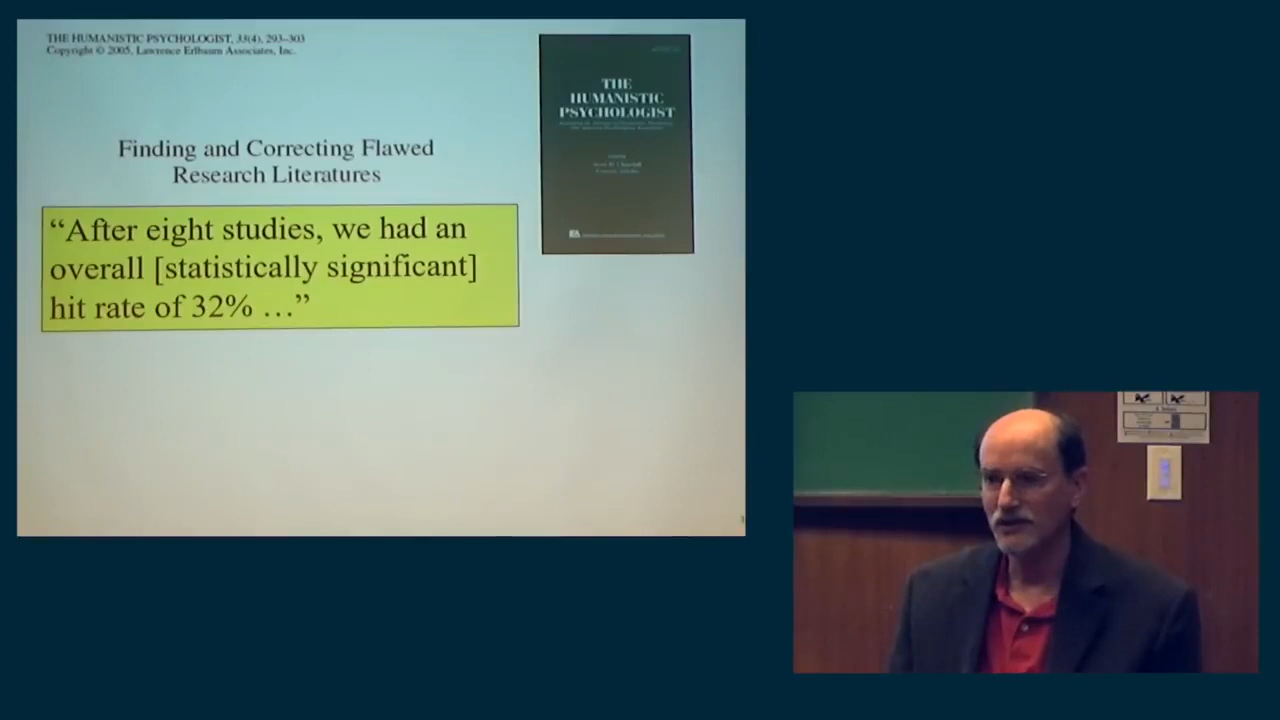 THE HUMANISTIC PSYCHOLOGIST, 33(4), 293–303
Copyright © 2005, Lawrence Erlbaum Associates, Inc.
THE
HUMANISTIC
PSYCHOLOGIST
Finding and Correcting Flawed
Research Literatures
“After eight studies, we had an
overall [statistically significant]
hit rate of 32% …”